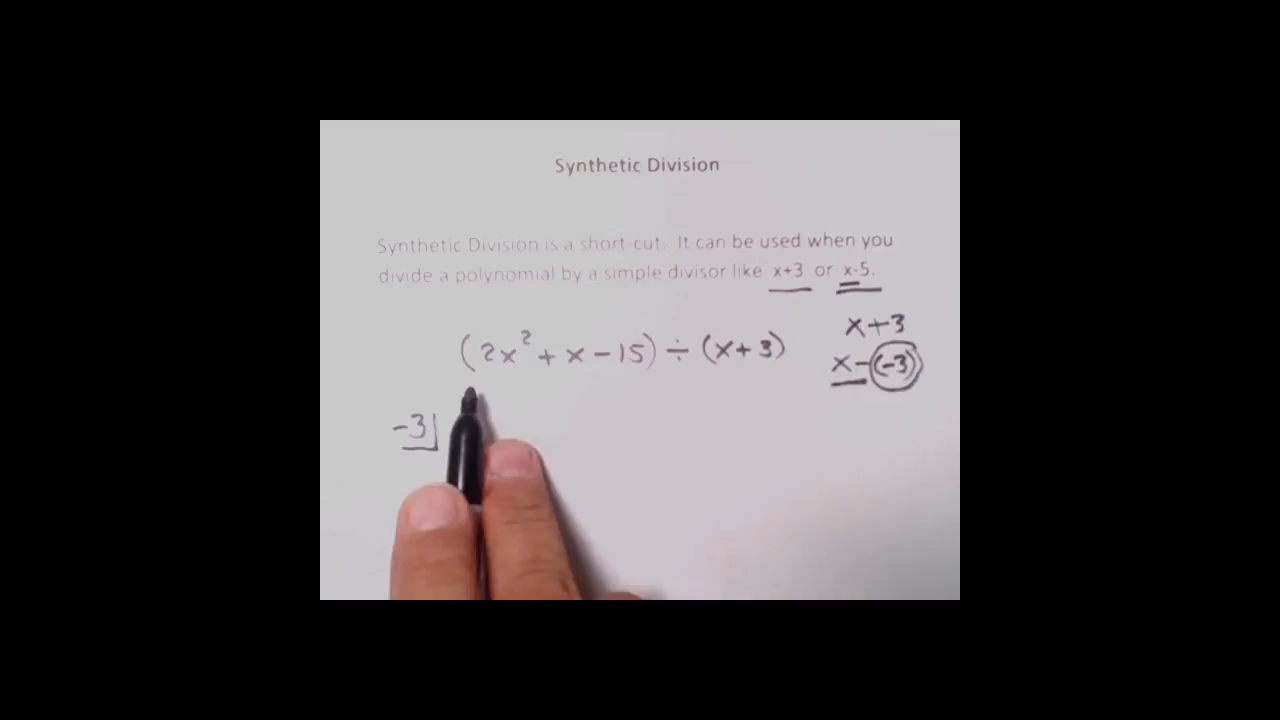 Synthetic Division
Synthetic Division is a short cut. It can be used when you
divide a polynomial by a simple divisor like x+3 or x-5.
(2x² + x - 15) ÷ (x + 3)
x+3
x-(-3)
-3